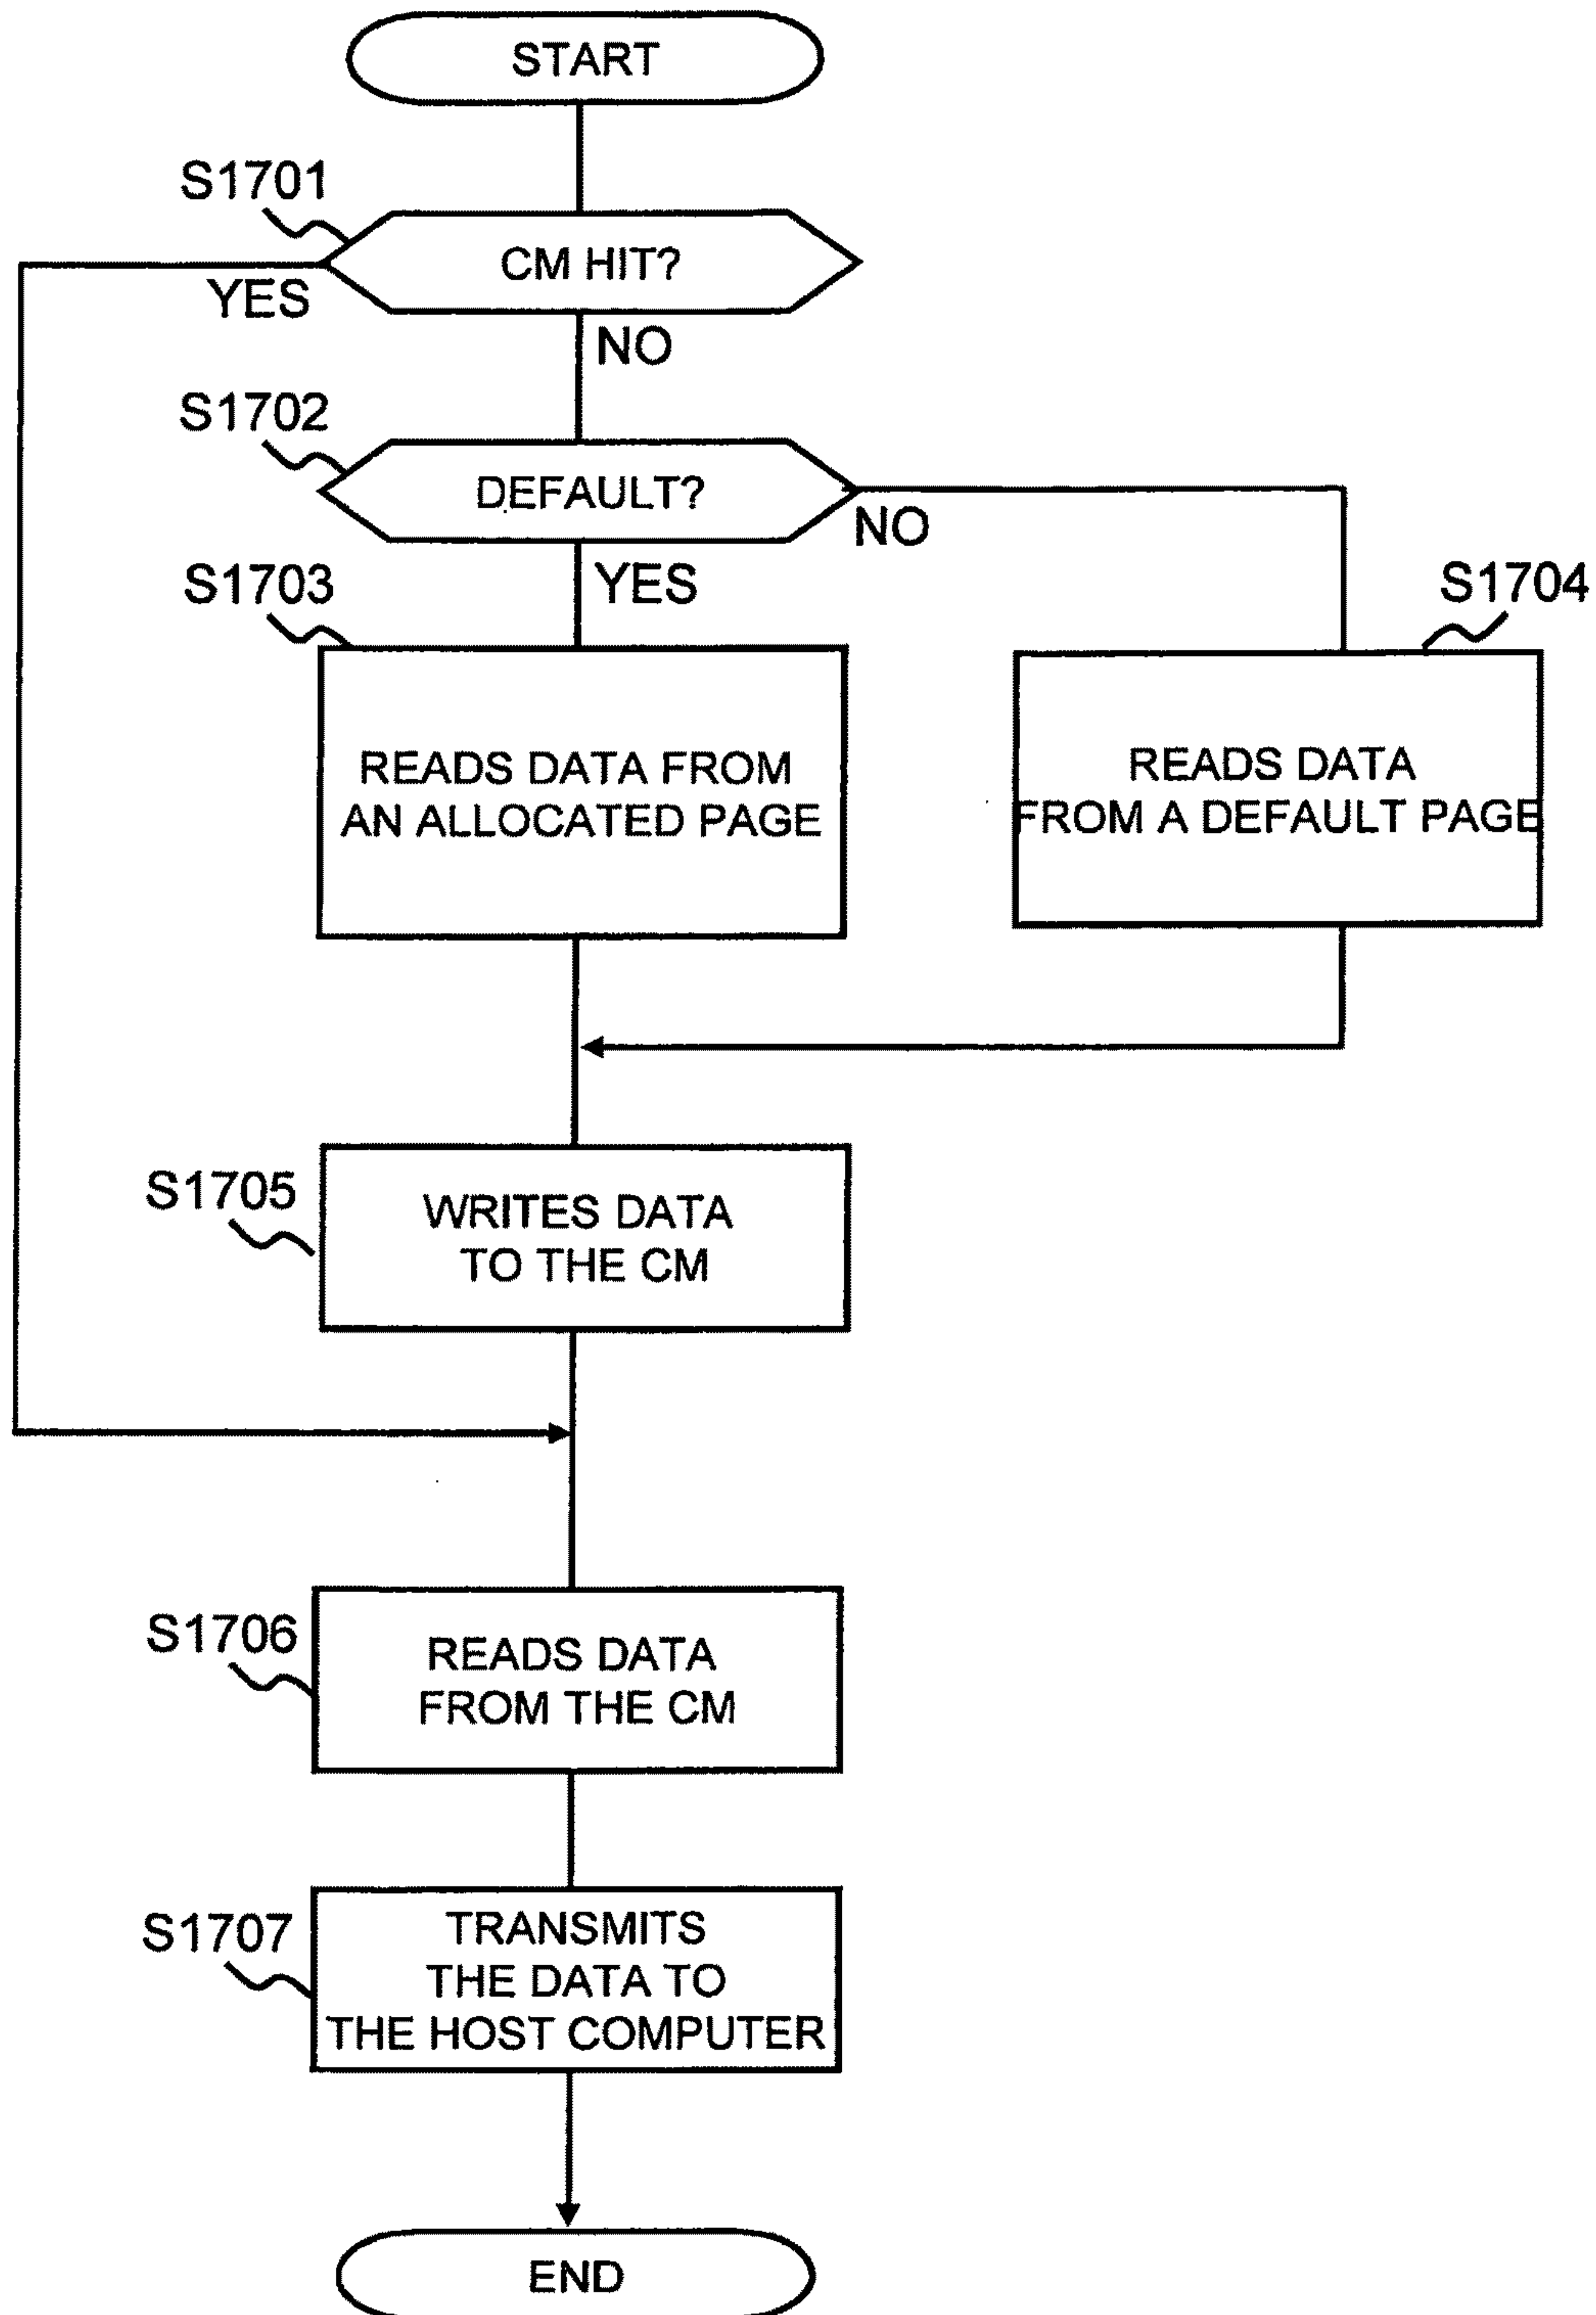 START
S1701
CM HIT?
YES
NO
S1702
DEFAULT?
NO
S1703
YES
S1704
READS DATA FROM
AN ALLOCATED PAGE
READS DATA
FROM A DEFAULT PAGE
S1705
WRITES DATA
TO THE CM
S1706
READS DATA
FROM THE CM
S1707
TRANSMITS
THE DATA TO
THE HOST COMPUTER
END